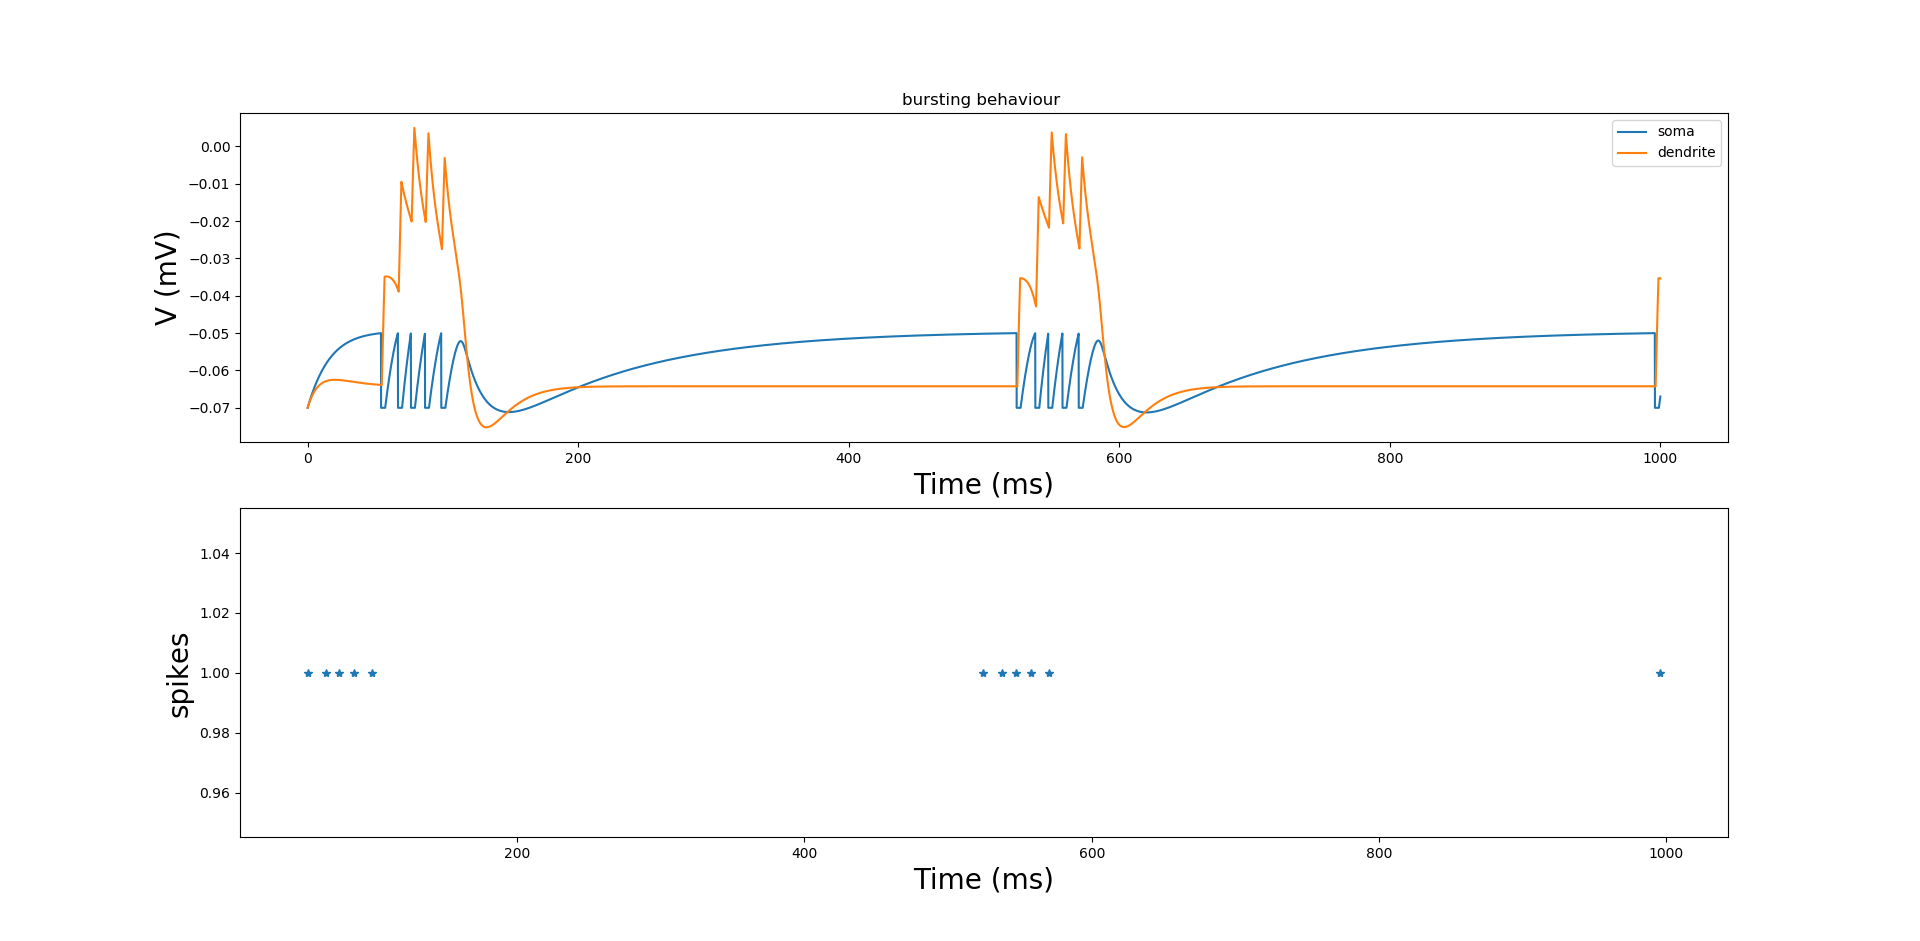 bursting behaviour
soma
dendrite
V (mV)
0.00
−0.01
−0.02
−0.03
−0.04
−0.05
−0.06
−0.07
0 200 400 600 800 1000
Time (ms)
spikes
1.04
1.02
1.00
0.98
0.96
200 400 600 800 1000
Time (ms)